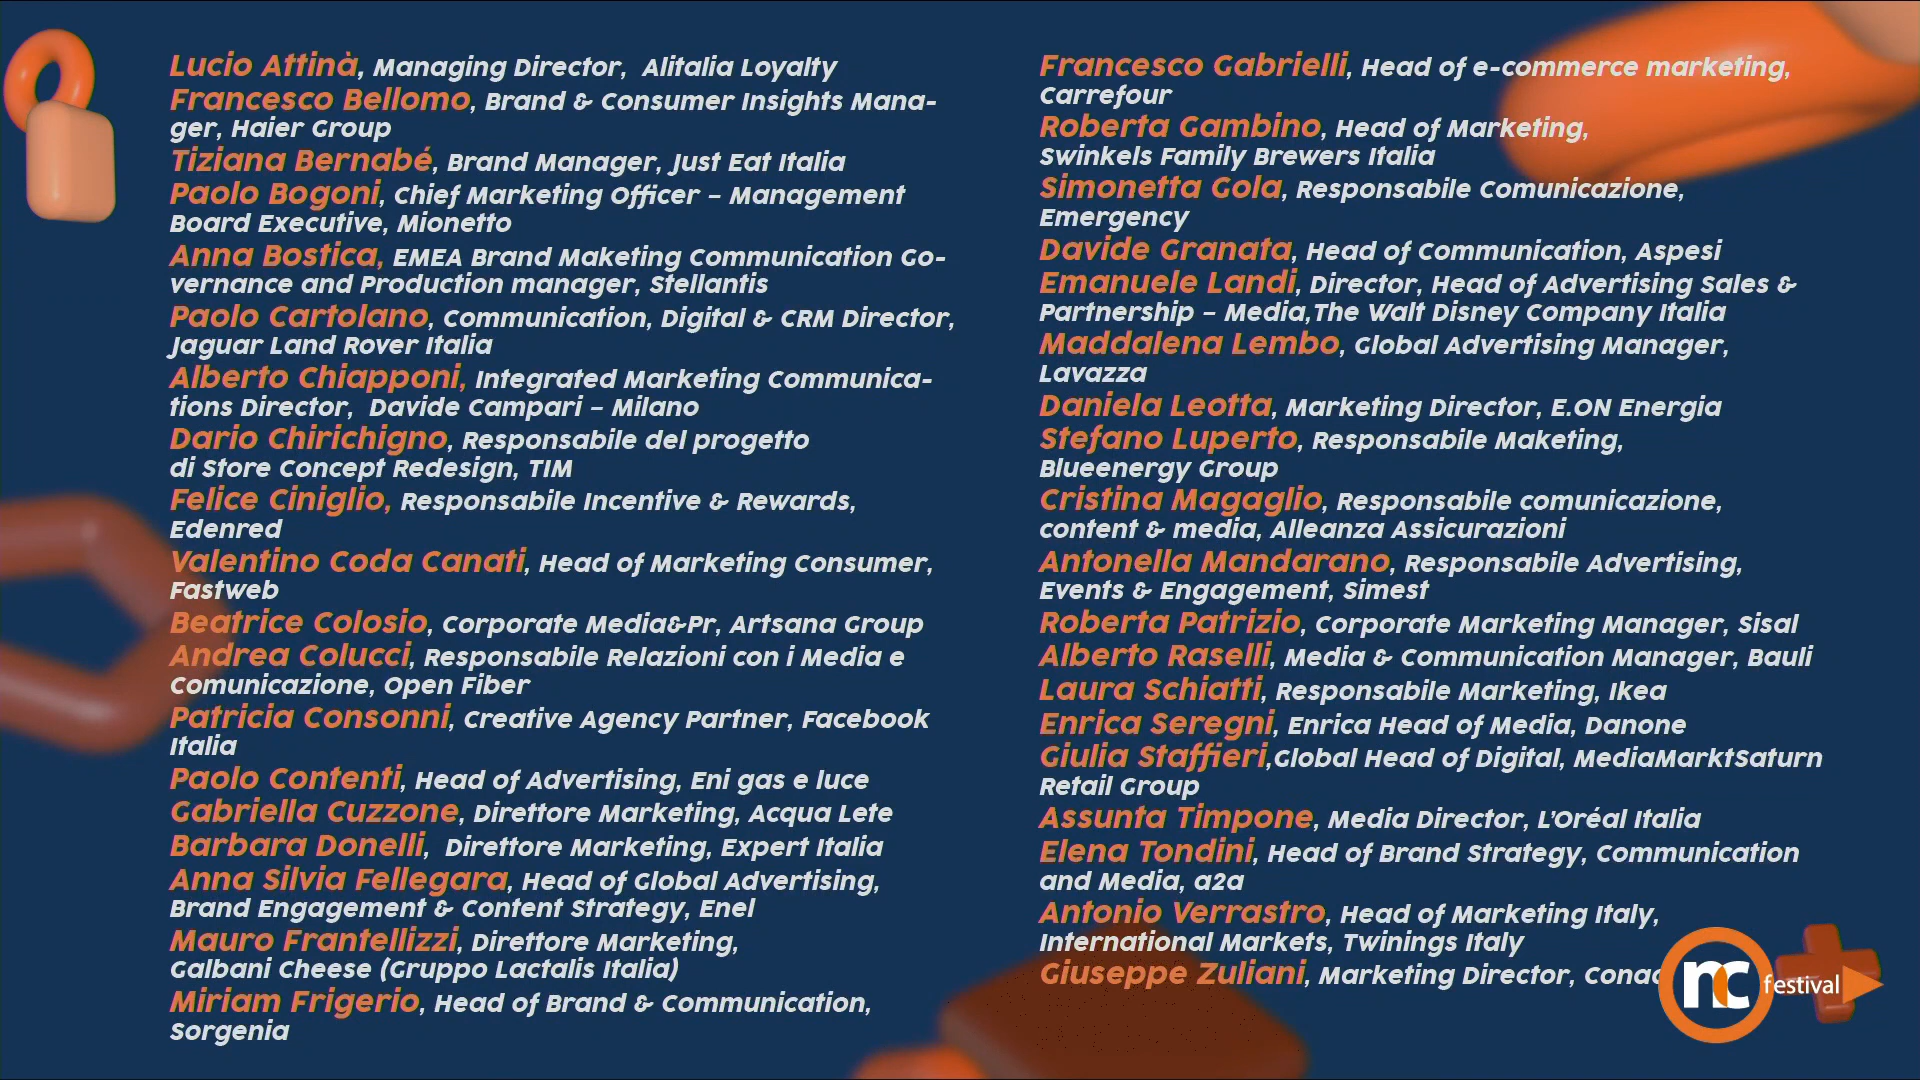 Lucio Attinà, Managing Director, Alitalia Loyalty
Francesco Bellomo, Brand & Consumer Insights Mana-
ger, Haier Group
Tiziana Bernabé, Brand Manager, Just Eat Italia
Paolo Bogoni, Chief Marketing Officer – Management
Board Executive, Mionetto
Anna Bostica, EMEA Brand Maketing Communication Go-
vernance and Production manager, Stellantis
Paolo Cartolano, Communication, Digital & CRM Director,
Jaguar Land Rover Italia
Alberto Chiapponi, Integrated Marketing Communica-
tions Director, Davide Campari – Milano
Dario Chirichigno, Responsabile del progetto
di Store Concept Redesign, TIM
Felice Ciniglio, Responsabile Incentive & Rewards,
Edenred
Valentino Coda Canati, Head of Marketing Consumer,
Fastweb
Beatrice Colosio, Corporate Media&Pr, Artsana Group
Andrea Colucci, Responsabile Relazioni con i Media e
Comunicazione, Open Fiber
Patricia Consonni, Creative Agency Partner, Facebook
Italia
Paolo Contenti, Head of Advertising, Eni gas e luce
Gabriella Cuzzone, Direttore Marketing, Acqua Lete
Barbara Donelli, Direttore Marketing, Expert Italia
Anna Silvia Fellegara, Head of Global Advertising,
Brand Engagement & Content Strategy, Enel
Mauro Frantellizzi, Direttore Marketing,
Galbani Cheese (Gruppo Lactalis Italia)
Miriam Frigerio, Head of Brand & Communication,
Sorgenia
Francesco Gabrielli, Head of e-commerce marketing,
Carrefour
Roberta Gambino, Head of Marketing,
Swinkels Family Brewers Italia
Simonetta Gola, Responsabile Comunicazione,
Emergency
Davide Granata, Head of Communication, Aspesi
Emanuele Landi, Director, Head of Advertising Sales &
Partnership – Media,The Walt Disney Company Italia
Maddalena Lembo, Global Advertising Manager,
Lavazza
Daniela Leotta, Marketing Director, E.ON Energia
Stefano Luperto, Responsabile Maketing,
Blueenergy Group
Cristina Magaglio, Responsabile comunicazione,
content & media, Alleanza Assicurazioni
Antonella Mandarano, Responsabile Advertising,
Events & Engagement, Simest
Roberta Patrizio, Corporate Marketing Manager, Sisal
Alberto Raselli, Media & Communication Manager, Bauli
Laura Schiatti, Responsabile Marketing, Ikea
Enrica Seregni, Enrica Head of Media, Danone
Giulia Staffieri,Global Head of Digital, MediaMarktSaturn
Retail Group
Assunta Timpone, Media Director, L'Oréal Italia
Elena Tondini, Head of Brand Strategy, Communication
and Media, a2a
Antonio Verrastro, Head of Marketing Italy,
International Markets, Twinings Italy
Giuseppe Zuliani, Marketing Director,
nc festival